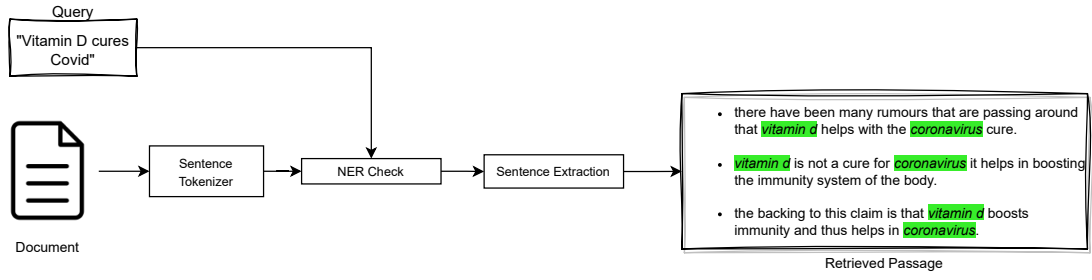 Query
"Vitamin D cures
Covid"
Document
Sentence
Tokenizer
NER Check
Sentence Extraction
• there have been many rumours that are passing around
that vitamin d helps with the coronavirus cure.
• vitamin d is not a cure for coronavirus it helps in boosting
the immunity system of the body.
• the backing to this claim is that vitamin d boosts
immunity and thus helps in coronavirus.
Retrieved Passage